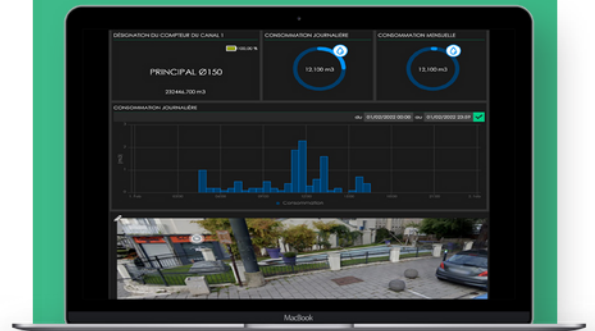 DÉSIGNATION DU COMPTEUR DU CANAL 1
CONSOMMATION JOURNALIÈRE
CONSOMMATION MENSUELLE
100,00 %
PRINCIPAL Ø150
12,100 m3
12,100 m3
230446,700 m3
CONSOMMATION JOURNALIÈRE
du 01/02/2022 00:00 au 01/02/2022 23:59
Consommation
MacBook